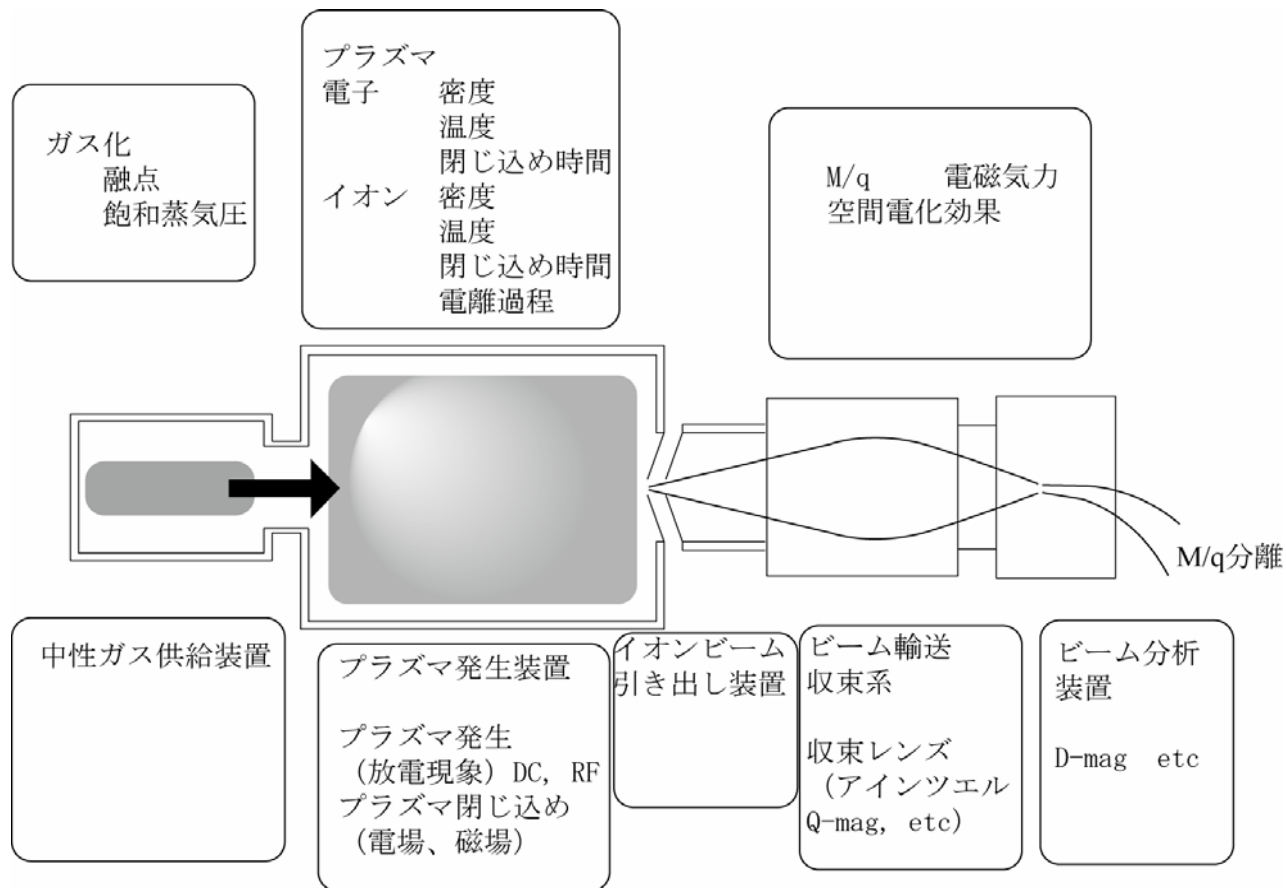 ガス化
融点
飽和蒸気圧
プラズマ
電子 密度
温度
閉じ込め時間
イオン 密度
温度
閉じ込め時間
電離過程
M/q 電磁気力
空間電化効果
M/q分離
中性ガス供給装置
プラズマ発生装置
プラズマ発生
(放電現象) DC, RF
プラズマ閉じ込め
(電場、磁場)
イオンビーム
引き出し装置
ビーム輸送
収束系
収束レンズ
(アインツエル
Q-mag, etc)
ビーム分析
装置
D-mag etc